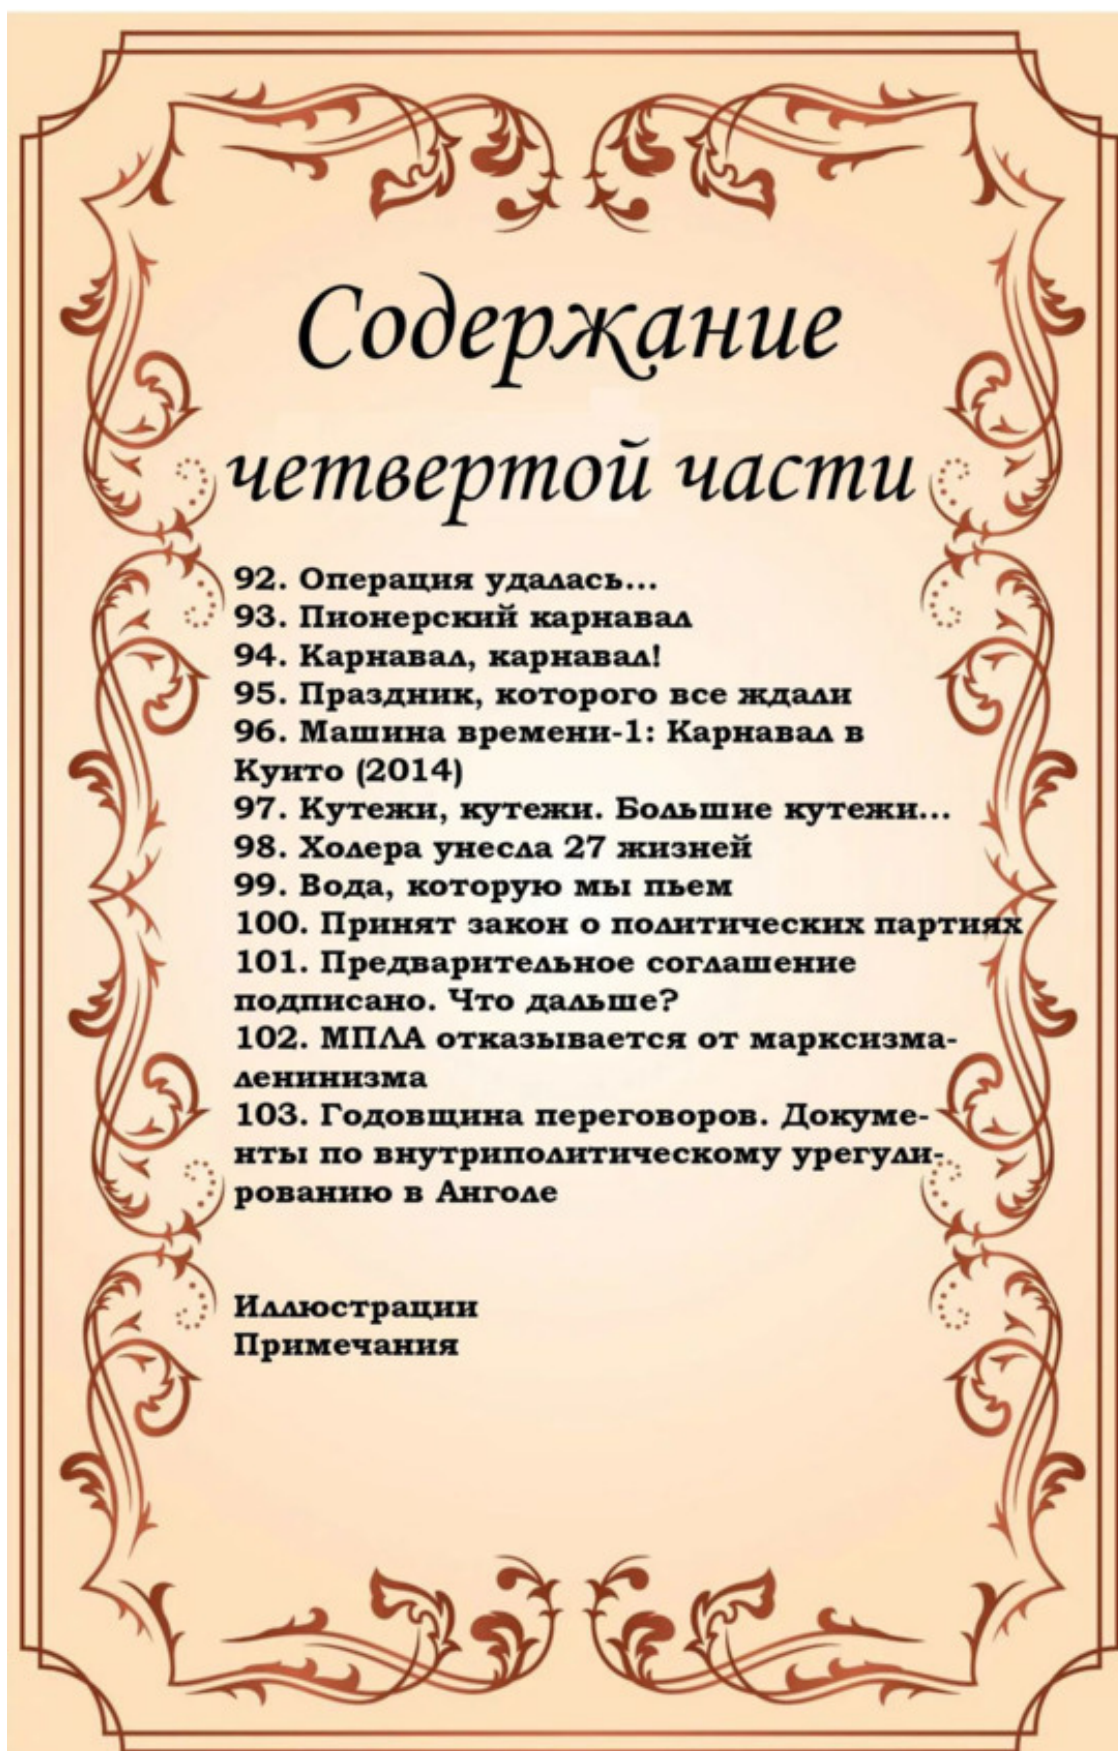 Содержание
четвертой части
92. Операция удалась...
93. Пионерский карнавал
94. Карнавал, карнавал!
95. Праздник, которого все ждали
96. Машина времени-1: Карнавал в
Куито (2014)
97. Кутежи, кутежи. Большие кутежи...
98. Холера унесла 27 жизней
99. Вода, которую мы пьем
100. Принят закон о политических партиях
101. Предварительное соглашение
подписано. Что дальше?
102. МПЛА отказывается от марксизма-
ленинизма
103. Годовщина переговоров. Докуме-
нты по внутриполитическому урегули-
рованию в Анголе
Иллюстрации
Примечания